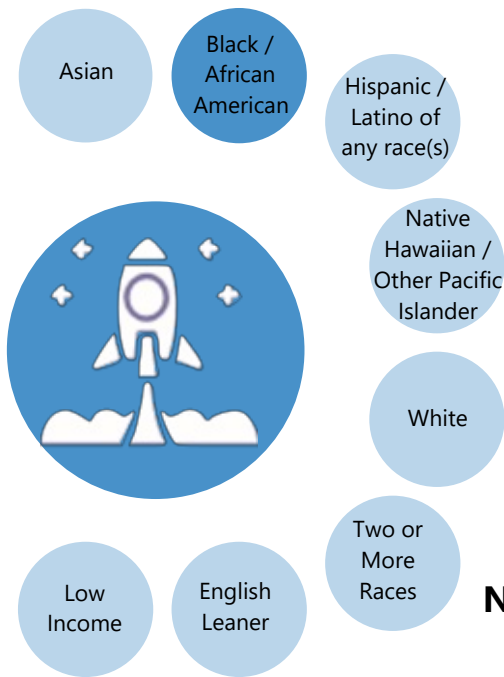 Asian
Black /
African
American
Hispanic /
Latino of
any race(s)
Native
Hawaiian /
Other Pacific
Islander
White
Two or
More
Races
English
Leaner
Low
Income
N